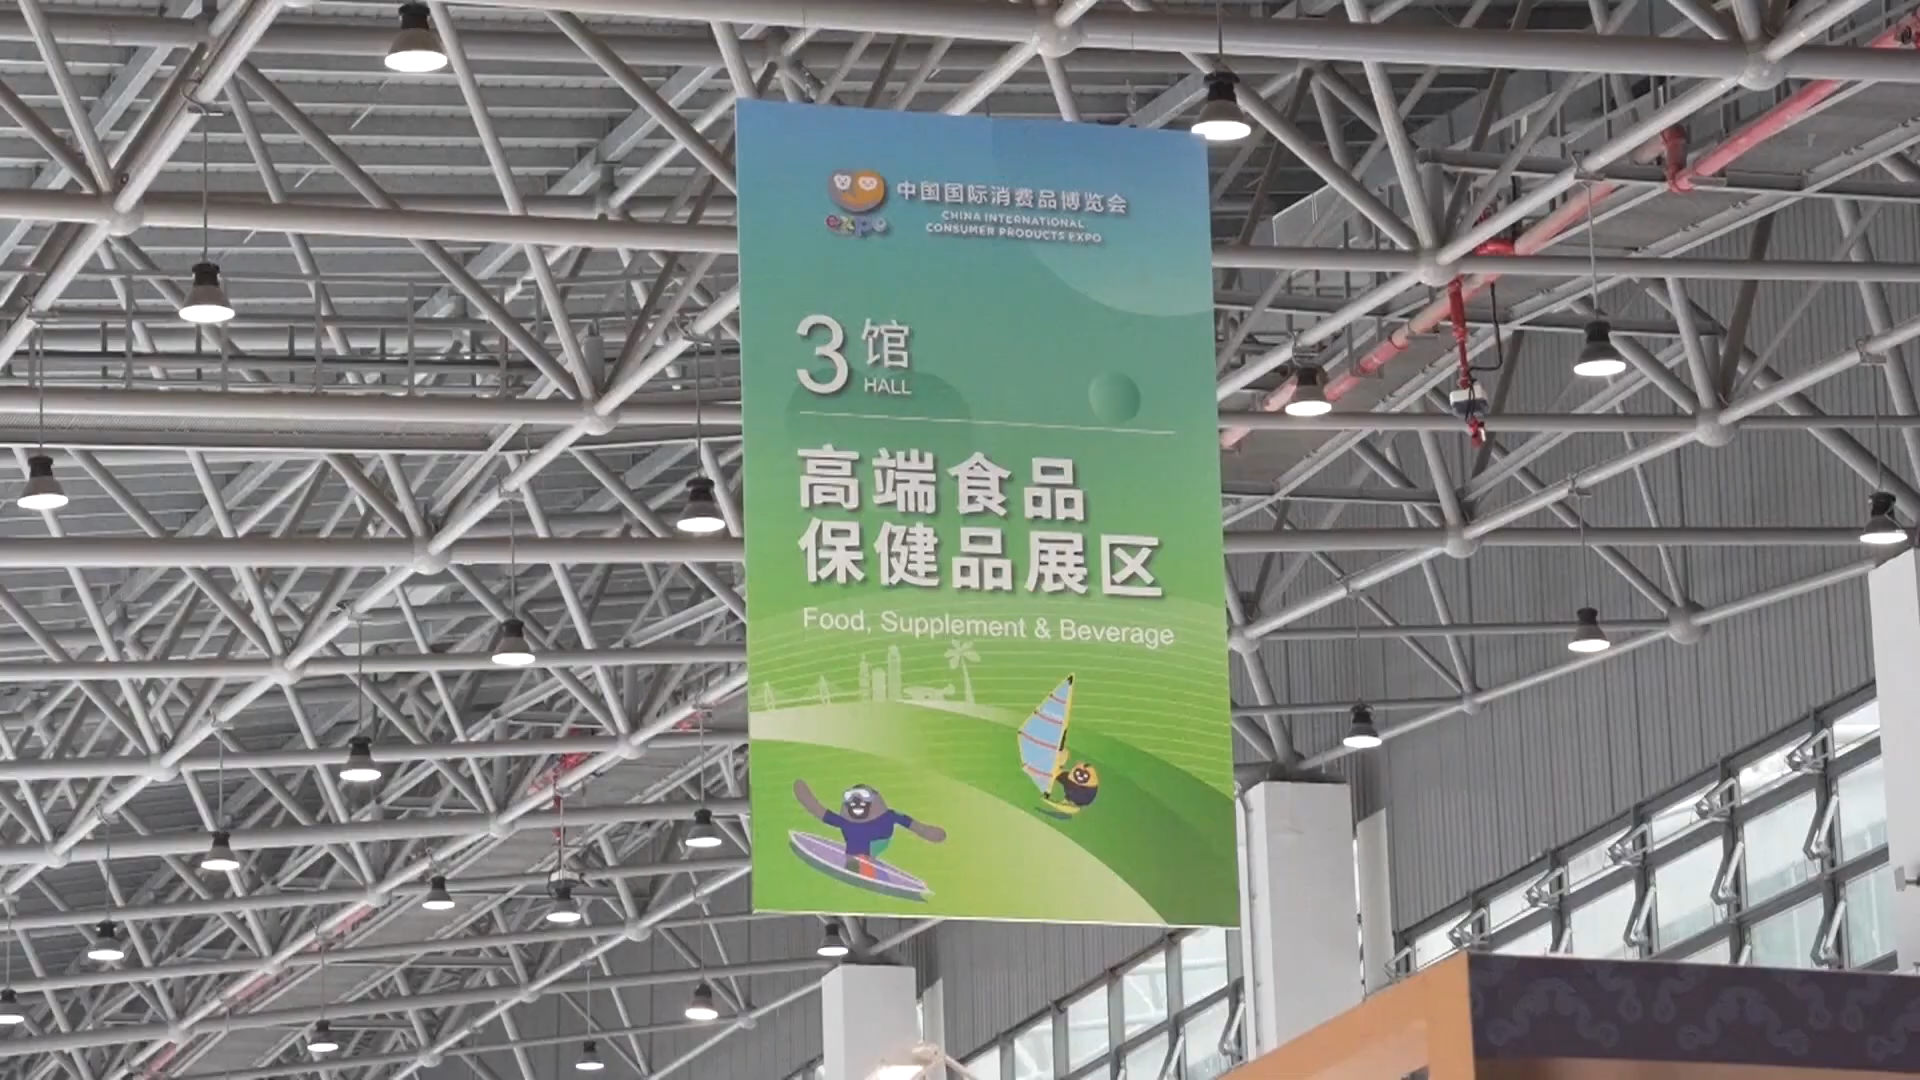 中国国际消费品博览会
CHINA INTERNATIONAL
CONSUMER PRODUCTS EXPO
expo
3馆
HALL
高端食品
保健品展区
Food, Supplement & Beverage